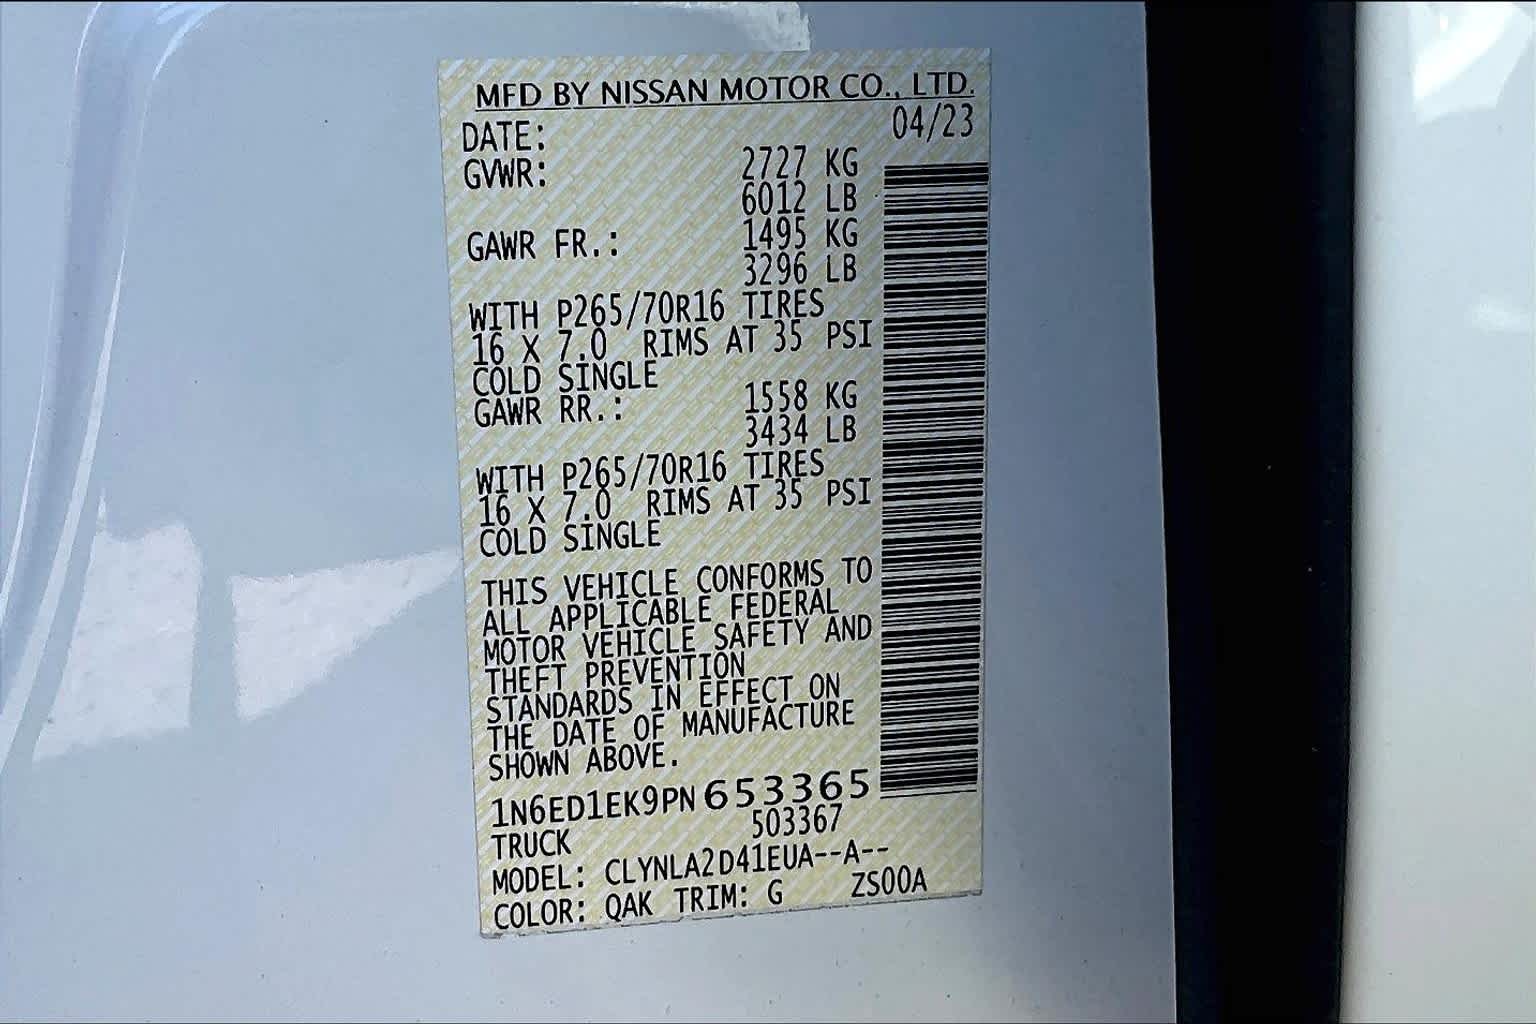 MFD BY NISSAN MOTOR CO., LTD.
DATE: 04/23
GVWR: 2727 KG
6012 LB
GAWR FR.: 1495 KG
3296 LB
WITH P265/70R16 TIRES
16 X 7.0 RIMS AT 35 PSI
COLD SINGLE
GAWR RR.: 1558 KG
3434 LB
WITH P265/70R16 TIRES
16 X 7.0 RIMS AT 35 PSI
COLD SINGLE
THIS VEHICLE CONFORMS TO
ALL APPLICABLE FEDERAL
MOTOR VEHICLE SAFETY AND
THEFT PREVENTION
STANDARDS IN EFFECT ON
THE DATE OF MANUFACTURE
SHOWN ABOVE.
1N6ED1EK9PN653365
TRUCK 503367
MODEL: CLYNLA2D41EUA--A--
COLOR: QAK TRIM: G ZS00A